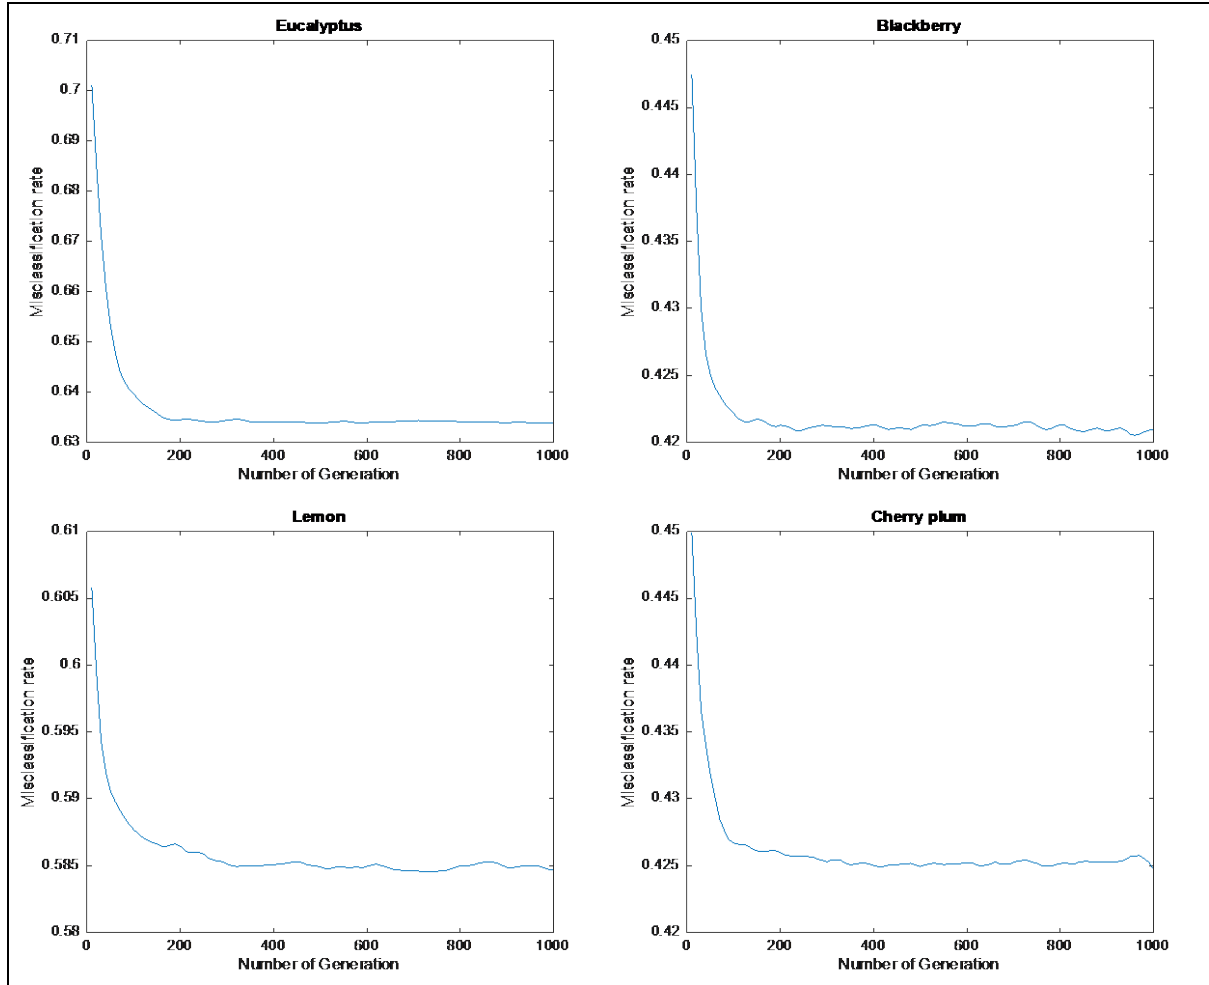 Eucalyptus
0.71
0.7
0.69
0.68
0.67
0.66
0.65
0.64
0.63
Misclassification rate
0 200 400 600 800 1000
Number of Generation
Blackberry
0.45
0.445
0.44
0.435
0.43
0.425
0.42
Misclassification rate
0 200 400 600 800 1000
Number of Generation
Lemon
0.61
0.605
0.6
0.595
0.59
0.585
0.58
Misclassification rate
0 200 400 600 800 1000
Number of Generation
Cherry plum
0.45
0.445
0.44
0.435
0.43
0.425
0.42
Misclassification rate
0 200 400 600 800 1000
Number of Generation